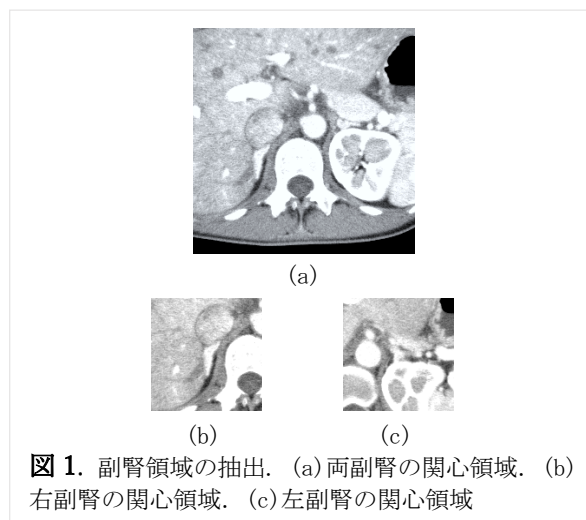 (a)
(b) (c)
図 1. 副腎領域の抽出. (a)両副腎の関心領域. (b)
右副腎の関心領域. (c)左副腎の関心領域